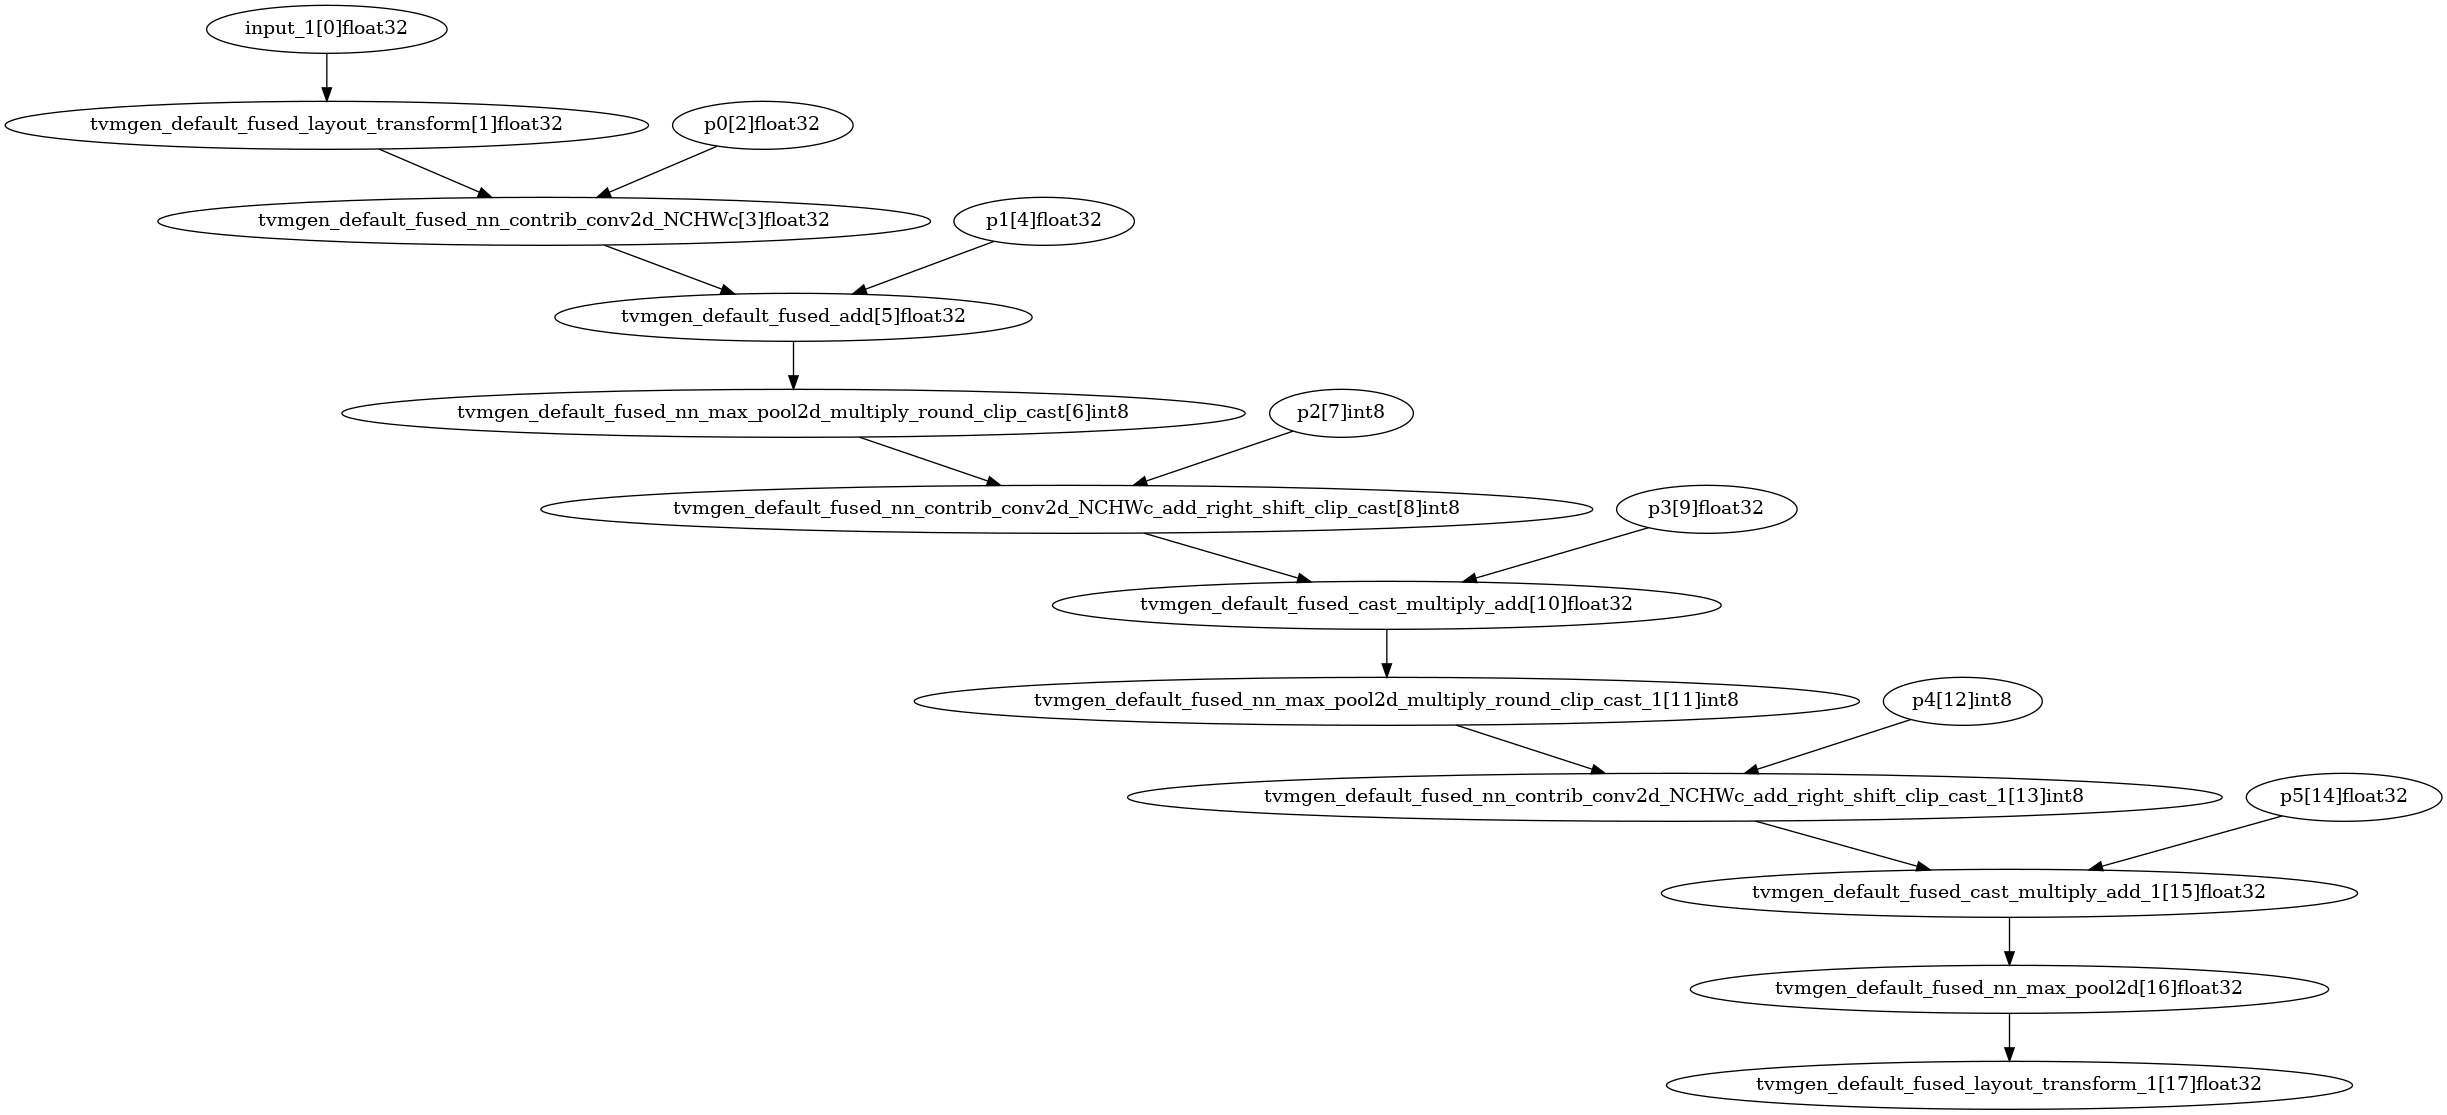 input_1[0]float32
tvmgen_default_fused_layout_transform[1]float32
p0[2]float32
tvmgen_default_fused_nn_contrib_conv2d_NCHWc[3]float32
p1[4]float32
tvmgen_default_fused_add[5]float32
tvmgen_default_fused_nn_max_pool2d_multiply_round_clip_cast[6]int8
p2[7]int8
tvmgen_default_fused_nn_contrib_conv2d_NCHWc_add_right_shift_clip_cast[8]int8
p3[9]float32
tvmgen_default_fused_cast_multiply_add[10]float32
tvmgen_default_fused_nn_max_pool2d_multiply_round_clip_cast_1[11]int8
p4[12]int8
tvmgen_default_fused_nn_contrib_conv2d_NCHWc_add_right_shift_clip_cast_1[13]int8
p5[14]float32
tvmgen_default_fused_cast_multiply_add_1[15]float32
tvmgen_default_fused_nn_max_pool2d[16]float32
tvmgen_default_fused_layout_transform_1[17]float32